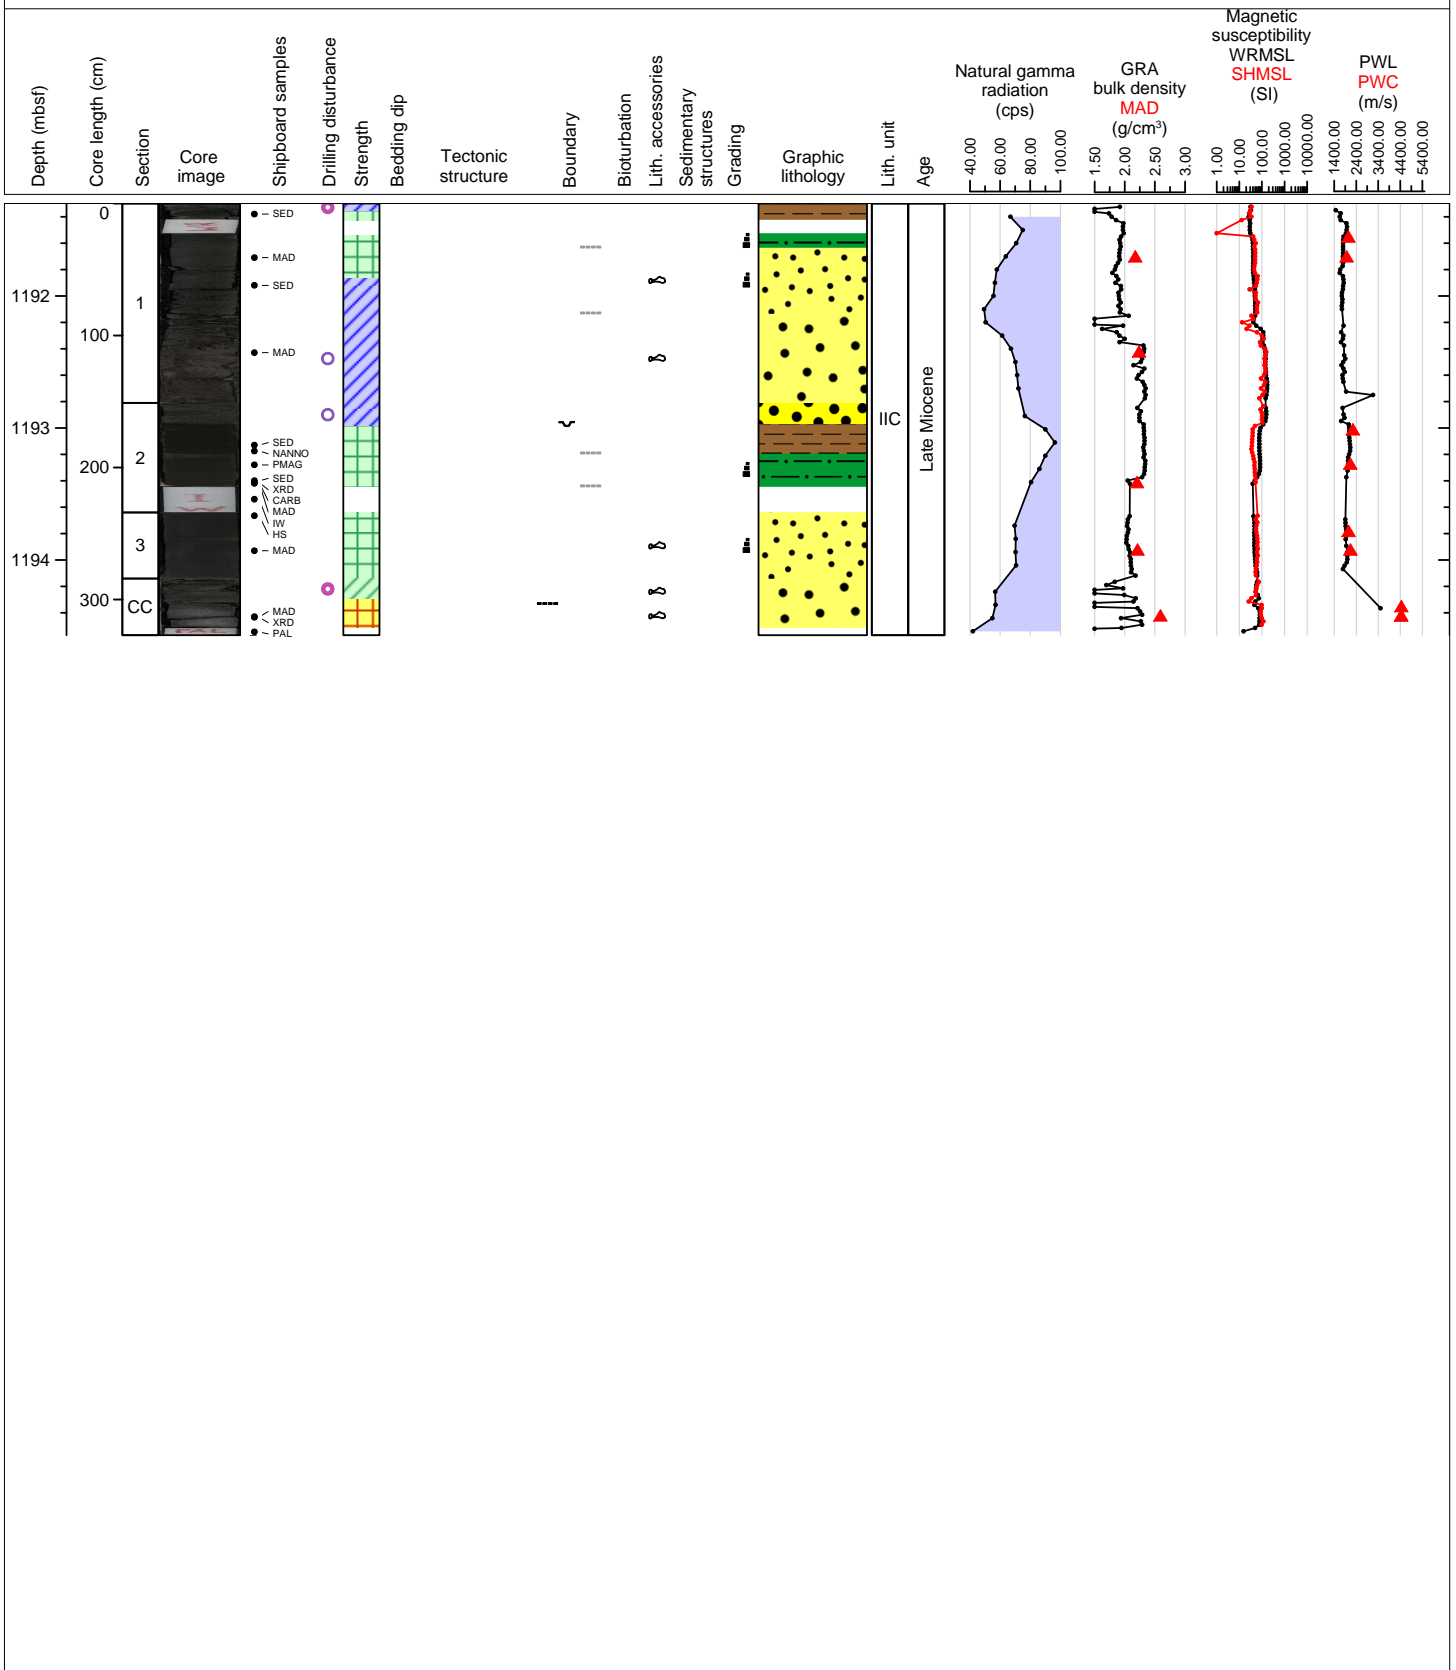 Depth (mbsf)
Core length (cm)
Section
Core
image
Shipboard samples
Drilling disturbance
Strength
Bedding dip
Tectonic
structure
Boundary
Bioturbation
Lith. accessories
Sedimentary
structures
Grading
Graphic
lithology
Lith. unit
Age
Natural gamma
radiation
(cps)
40.00 60.00 80.00 100.00
GRA
bulk density
MAD
(g/cm³)
1.50 2.00 2.50 3.00
Magnetic
susceptibility
WRMSL
SHMSL
(SI)
1.00 10.00 100.00 1000.00 10000.00
PWL
PWC
(m/s)
1400.00 2400.00 3400.00 4400.00 5400.00
0
100
200
300
1192
1193
1194
1
2
3
CC
SED
MAD
SED
MAD
SED
NANNO
PMAG
SED
XRD
CARB
MAD
IW
HS
MAD
MAD
XRD
PAL
IW
PAL
IIC
Late Miocene